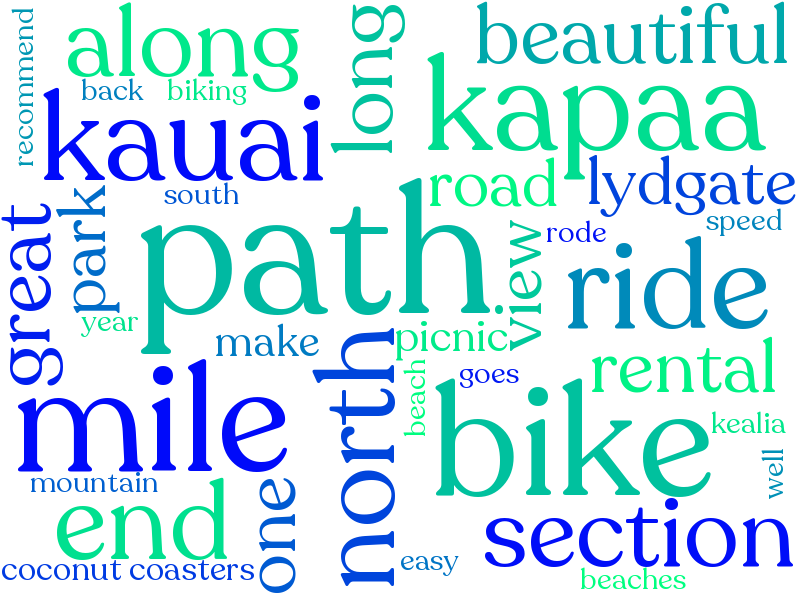 recommend
along
long
beautiful
back
biking
kauai
kapaa
south
road
lydgate
park
great
path
view
rode
speed
ride
year
make
north
picnic
beach
goes
rental
mile
bike
kealia
well
mountain
end
one
section
coconut coasters
easy
beaches